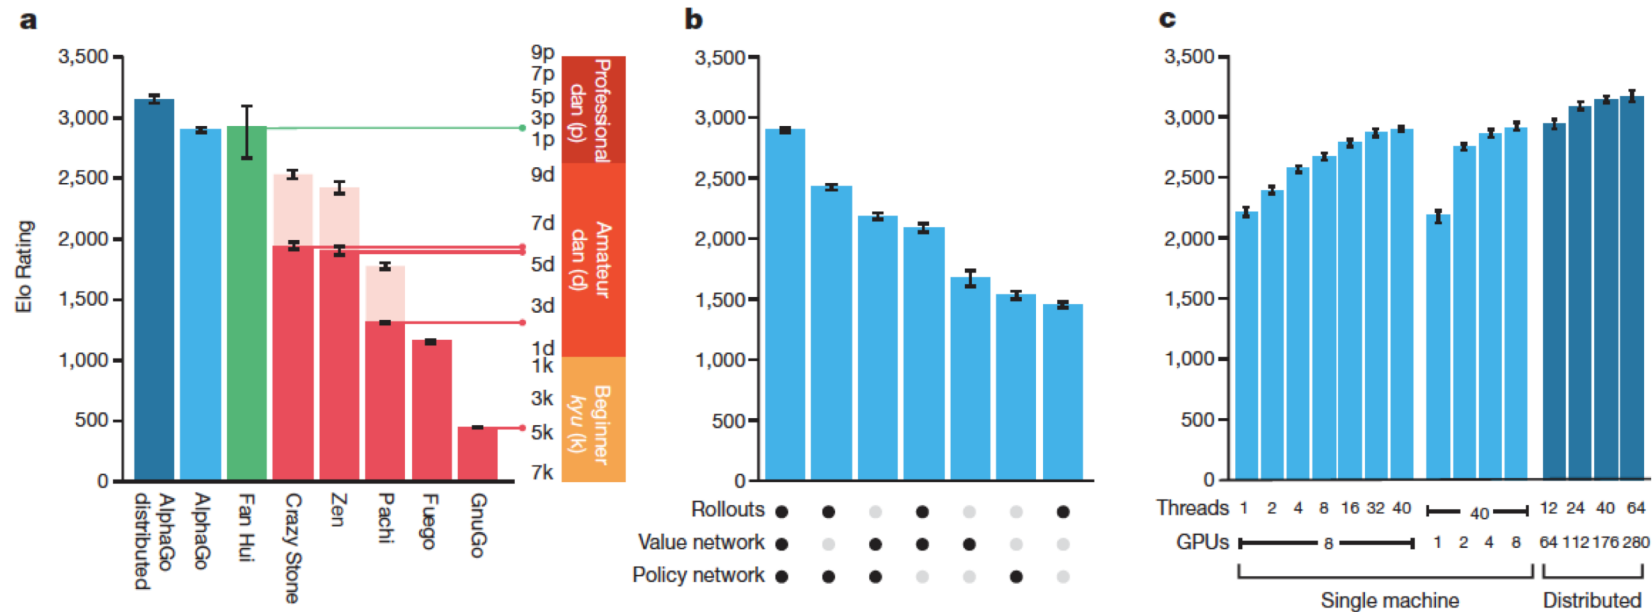 a
Elo Rating
3,500
3,000
2,500
2,000
1,500
1,000
500
0
AlphaGo distributed
AlphaGo
Fan Hui
Crazy Stone
Zen
Pachi
Fuego
GnuGo
9p
7p
5p
3p
1p
9d
7d
5d
3d
1d
1k
3k
5k
7k
Professional
dan (p)
Amateur
dan (d)
Beginner
kyu (k)
b
3,500
3,000
2,500
2,000
1,500
1,000
500
0
Rollouts
Value network
Policy network
c
3,500
3,000
2,500
2,000
1,500
1,000
500
0
Threads 1 2 4 8 16 32 40 40 12 24 40 64
GPUs 8 1 2 4 8 64 112 176 280
Single machine Distributed